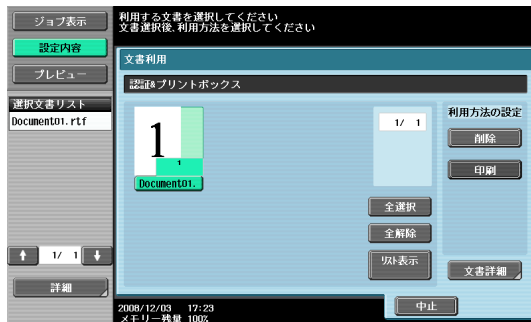 ジョブ表示
設定内容
プレビュー
選択文書リスト
Document01.rtf
1/ 1
詳細
利用する文書を選択してください
文書選択後、利用方法を選択してください
文書利用
認証&プリントボックス
1
1
Document01.
1/ 1
全選択
全解除
リスト表示
利用方法の設定
削除
印刷
文書詳細
中止
2008/12/03 17:23
メモリー残量 100%